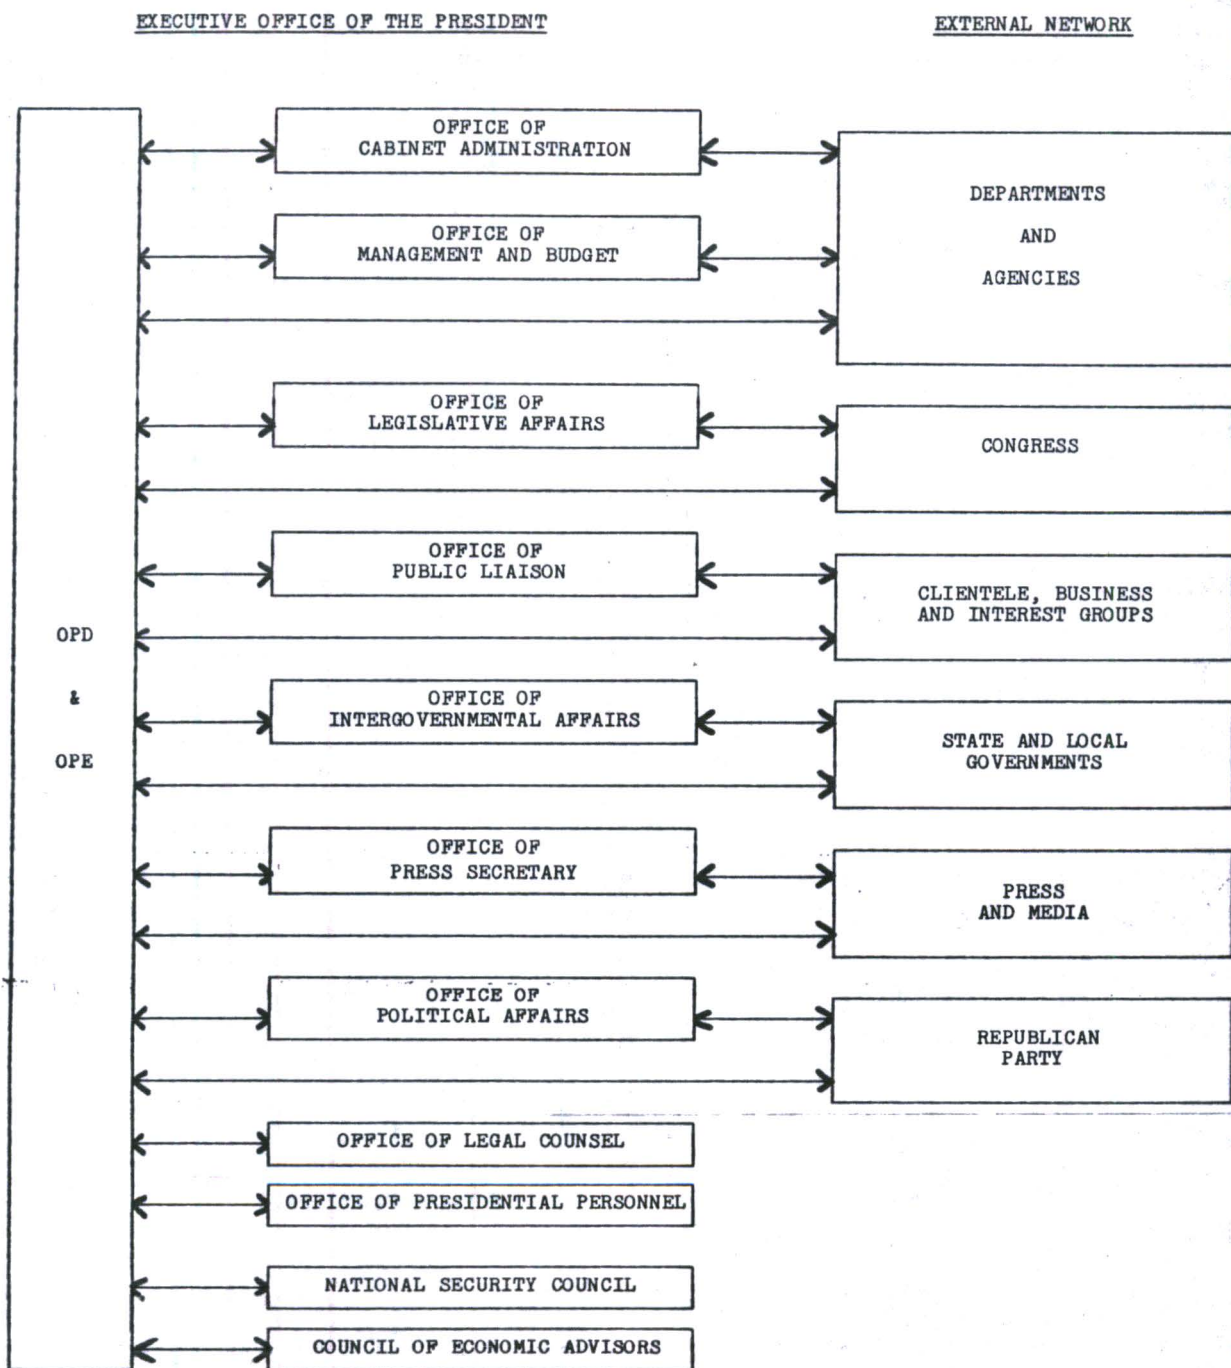 EXECUTIVE OFFICE OF THE PRESIDENT
EXTERNAL NETWORK
OFFICE OF
CABINET ADMINISTRATION
OFFICE OF
MANAGEMENT AND BUDGET
DEPARTMENTS
AND
AGENCIES
OFFICE OF
LEGISLATIVE AFFAIRS
CONGRESS
OFFICE OF
PUBLIC LIAISON
CLIENTELE, BUSINESS
AND INTEREST GROUPS
OPD
&
OPE
OFFICE OF
INTERGOVERNMENTAL AFFAIRS
STATE AND LOCAL
GOVERNMENTS
OFFICE OF
PRESS SECRETARY
PRESS
AND MEDIA
OFFICE OF
POLITICAL AFFAIRS
REPUBLICAN
PARTY
OFFICE OF LEGAL COUNSEL
OFFICE OF PRESIDENTIAL PERSONNEL
NATIONAL SECURITY COUNCIL
COUNCIL OF ECONOMIC ADVISORS